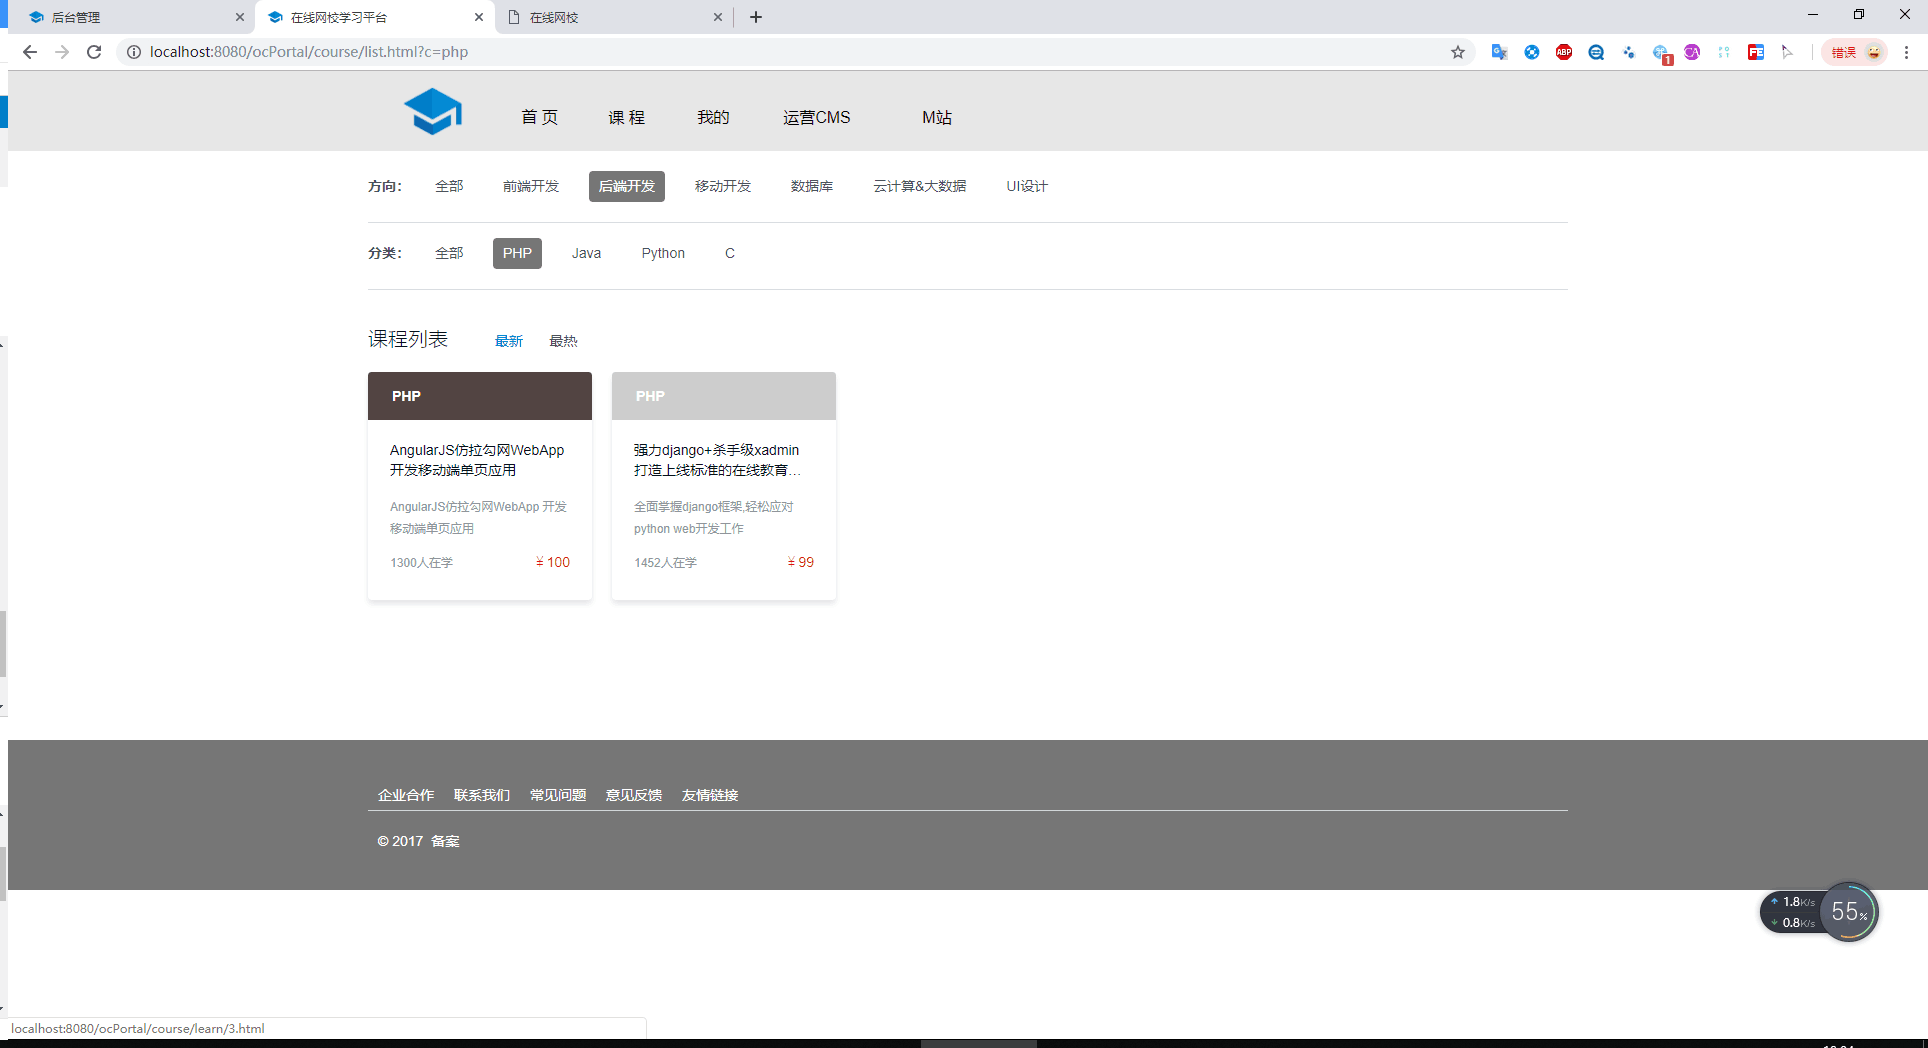 后台管理
在线网校学习平台
在线网校
localhost:8080/ocPortal/course/list.html?c=php
ABP
1
CA
FE
错误
首 页 课 程 我的 运营CMS M站
方向： 全部 前端开发 后端开发 移动开发 数据库 云计算&大数据 UI设计
分类： 全部 PHP Java Python C
课程列表 最新 最热
PHP
AngularJS仿拉勾网WebApp
开发移动端单页应用
AngularJS仿拉勾网WebApp 开发
移动端单页应用
1300人在学 ¥ 100
PHP
强力django+杀手级xadmin
打造上线标准的在线教育...
全面掌握django框架,轻松应对
python web开发工作
1452人在学 ¥ 99
企业合作 联系我们 常见问题 意见反馈 友情链接
© 2017 备案
1.8K/s
0.8K/s
55%
localhost:8080/ocPortal/course/learn/3.html